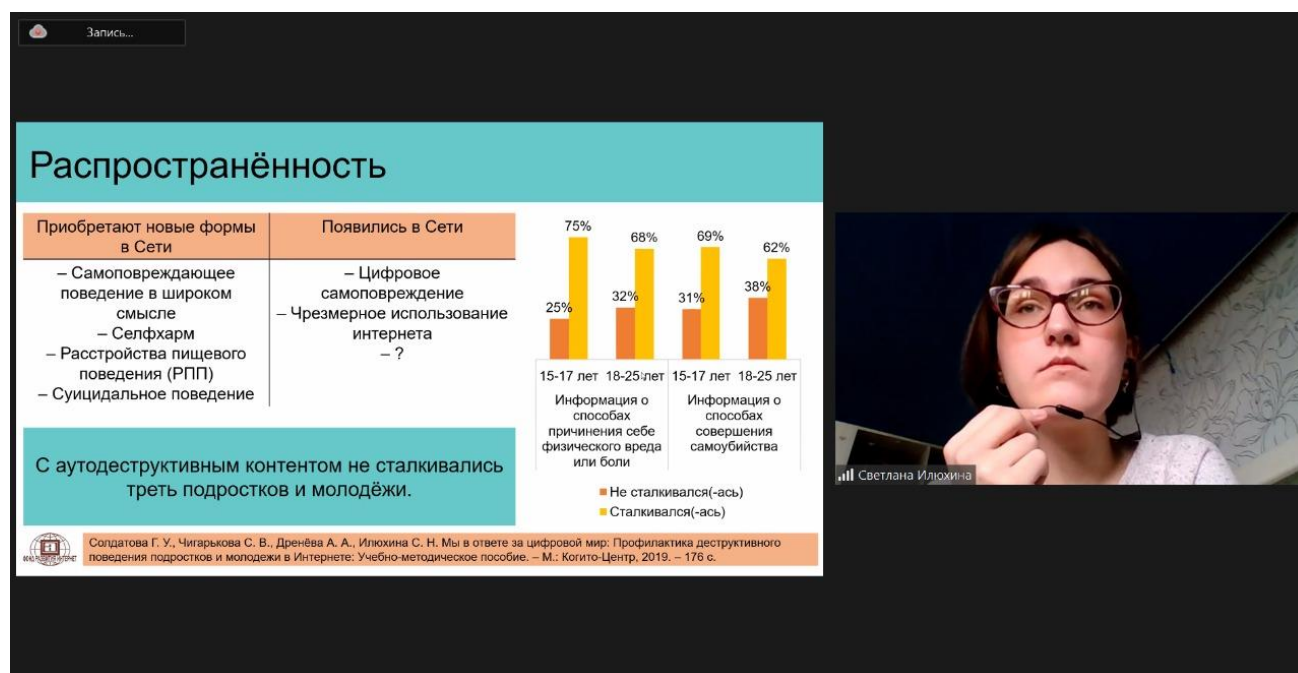 Запись...
Распространённость
Приобретают новые формы
в Сети
– Самоповреждающее
поведение в широком
смысле
– Селфхарм
– Расстройства пищевого
поведения (РПП)
– Суицидальное поведение
Появились в Сети
– Цифровое
самоповреждение
– Чрезмерное использование
интернета
– ?
С аутодеструктивным контентом не сталкивались
треть подростков и молодёжи.
75%
68%
69%
62%
25%
32%
31%
38%
15-17 лет 18-25 лет 15-17 лет 18-25 лет
Информация о
способах
причинения себе
физического вреда
или боли
Информация о
способах
совершения
самоубийства
Не сталкивался(-ась)
Сталкивался(-ась)
Солдатова Г. У., Чигарькова С. В., Дренёва А. А., Илюхина С. Н. Мы в ответе за цифровой мир: Профилактика деструктивного
поведения подростков и молодежи в Интернете: Учебно-методическое пособие. – М.: Когито-Центр, 2019. – 176 с.
Светлана Илюхина